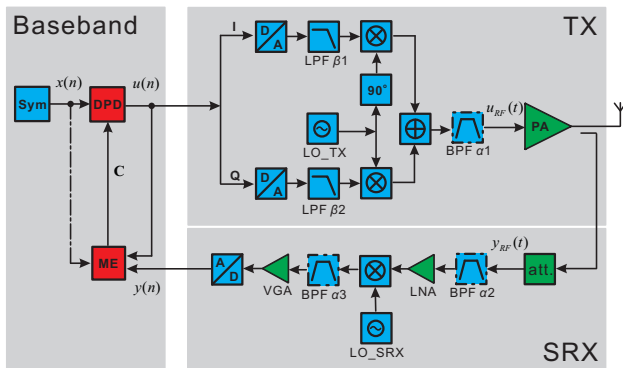 Baseband
TX
x(n)
u(n)
Sym
DPD
C
ME
y(n)
I
D
A
LPF β1
90°
LO_TX
Q
D
A
LPF β2
BPF α1
u_RF(t)
PA
y_RF(t)
att.
BPF α2
LNA
LO_SRX
BPF α3
VGA
A
D
SRX